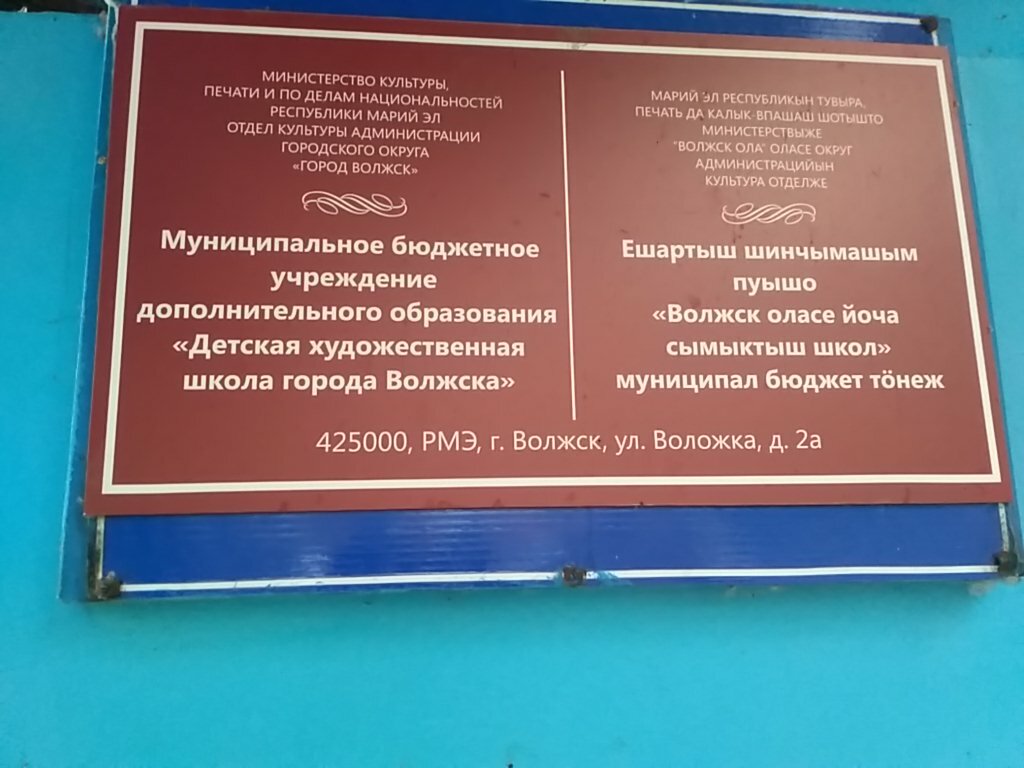 МИНИСТЕРСТВО КУЛЬТУРЫ,
ПЕЧАТИ И ПО ДЕЛАМ НАЦИОНАЛЬНОСТЕЙ
РЕСПУБЛИКИ МАРИЙ ЭЛ
ОТДЕЛ КУЛЬТУРЫ АДМИНИСТРАЦИИ
ГОРОДСКОГО ОКРУГА
«ГОРОД ВОЛЖСК»
Муниципальное бюджетное
учреждение
дополнительного образования
«Детская художественная
школа города Волжска»
МАРИЙ ЭЛ РЕСПУБЛИКЫН ТУВЫРА,
ПЕЧАТЬ ДА КАЛЫК-ВПАШАШ ШОТЫШТО
МИНИСТЕРСТВЫЖЕ
"ВОЛЖСК ОЛА" ОЛАСЕ ОКРУГ
АДМИНИСТРАЦИЙЫН
КУЛЬТУРА ОТДЕЛЖЕ
Ешартыш шинчымашым
пуышо
«Волжск оласе йоча
сымыктыш школ»
муниципал бюджет тӧнеж
425000, РМЭ, г. Волжск, ул. Воложка, д. 2а